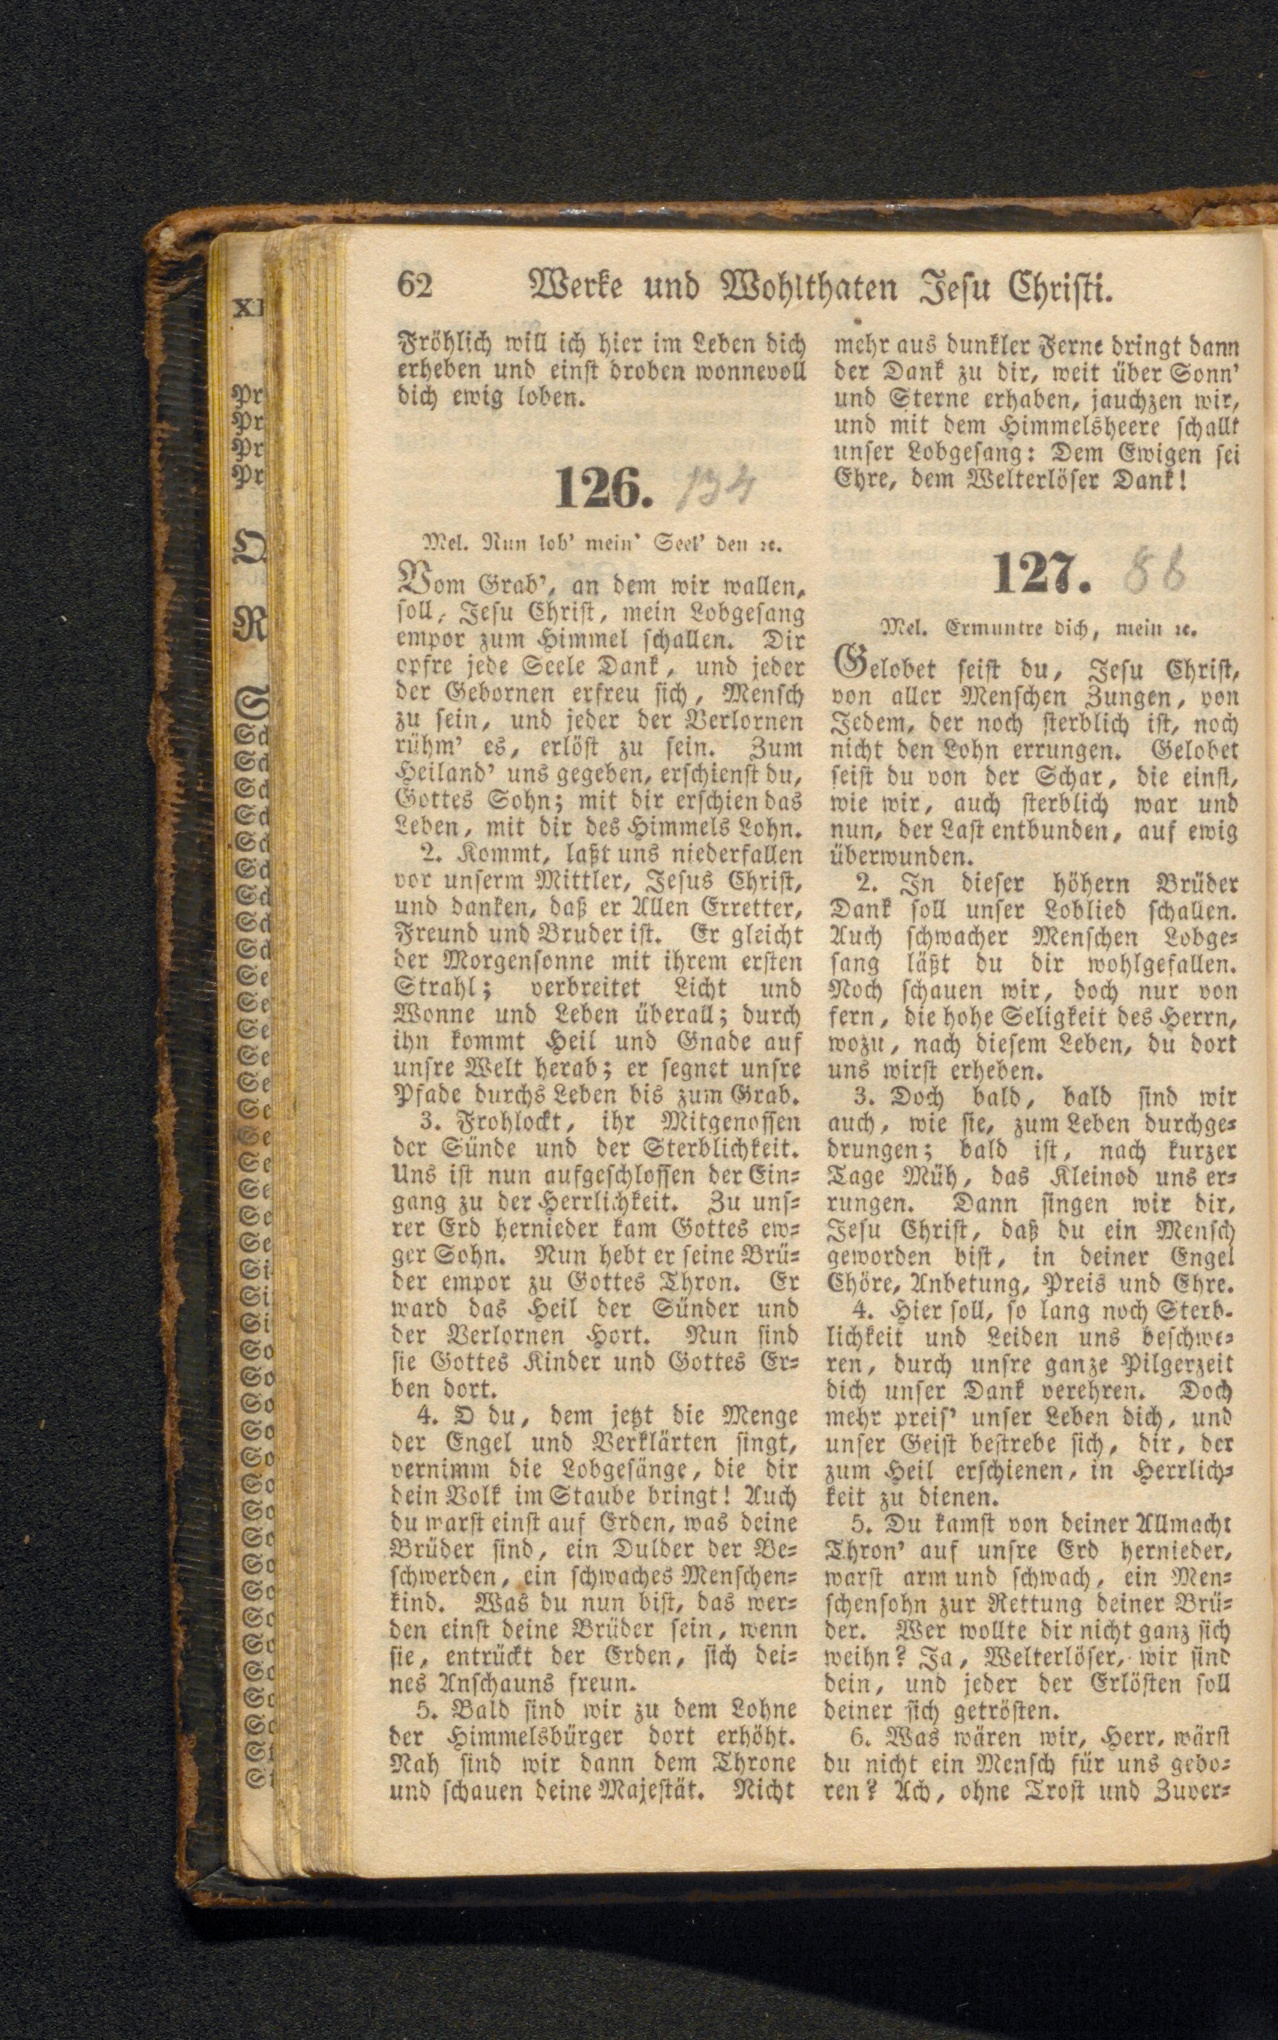 62 Werke und Wohlthaten Jesu Christi.
Fröhlich will ich hier im Leben dich
erheben und einst droben wonnevoll
dich ewig loben.
126. 134
Mel. Nun lob' mein' Seel' den ꝛc.
Vom Grab', an dem wir wallen,
soll, Jesu Christ, mein Lobgesang
empor zum Himmel schallen. Dir
opfre jede Seele Dank, und jeder
der Gebornen erfreu sich, Mensch
zu sein, und jeder der Verlornen
rühm' es, erlöst zu sein. Zum
Heiland' uns gegeben, erschienst du,
Gottes Sohn; mit dir erschien das
Leben, mit dir des Himmels Lohn.
2. Kommt, laßt uns niederfallen
vor unserm Mittler, Jesus Christ,
und danken, daß er Allen Erretter,
Freund und Bruder ist. Er gleicht
der Morgensonne mit ihrem ersten
Strahl; verbreitet Licht und
Wonne und Leben überall; durch
ihn kommt Heil und Gnade auf
unsre Welt herab; er segnet unsre
Pfade durchs Leben bis zum Grab.
3. Frohlockt, ihr Mitgenossen
der Sünde und der Sterblichkeit.
Uns ist nun aufgeschlossen der Ein-
gang zu der Herrlichkeit. Zu uns-
rer Erd hernieder kam Gottes ew-
ger Sohn. Nun hebt er seine Brü-
der empor zu Gottes Thron. Er
ward das Heil der Sünder und
der Verlornen Hort. Nun sind
sie Gottes Kinder und Gottes Er-
ben dort.
4. O du, dem jetzt die Menge
der Engel und Verklärten singt,
vernimm die Lobgesänge, die dir
dein Volk im Staube bringt! Auch
du warst einst auf Erden, was deine
Brüder sind, ein Dulder der Be-
schwerden, ein schwaches Menschen-
kind. Was du nun bist, das wer-
den einst deine Brüder sein, wenn
sie, entrückt der Erden, sich dei-
nes Anschauns freun.
5. Bald sind wir zu dem Lohne
der Himmelsbürger dort erhöht.
Nah sind wir dann dem Throne
und schauen deine Majestät. Nicht
mehr aus dunkler Ferne dringt dann
der Dank zu dir, weit über Sonn'
und Sterne erhaben, jauchzen wir,
und mit dem Himmelsheere schallt
unser Lobgesang: Dem Ewigen sei
Ehre, dem Welterlöser Dank!
127. 88
Mel. Ermuntre dich, mein ꝛc.
Gelobet seist du, Jesu Christ,
von aller Menschen Zungen, von
Jedem, der noch sterblich ist, noch
nicht den Lohn errungen. Gelobet
seist du von der Schar, die einst,
wie wir, auch sterblich war und
nun, der Last entbunden, auf ewig
überwunden.
2. In dieser höhern Brüder
Dank soll unser Loblied schallen.
Auch schwacher Menschen Lobge-
sang läßt du dir wohlgefallen.
Noch schauen wir, doch nur von
fern, die hohe Seligkeit des Herrn,
wozu, nach diesem Leben, du dort
uns wirst erheben.
3. Doch bald, bald sind wir
auch, wie sie, zum Leben durchge-
drungen; bald ist, nach kurzer
Tage Müh, das Kleinod uns er-
rungen. Dann singen wir dir,
Jesu Christ, daß du ein Mensch
geworden bist, in deiner Engel
Chöre, Anbetung, Preis und Ehre.
4. Hier soll, so lang noch Sterb-
lichkeit und Leiden uns beschwe-
ren, durch unsre ganze Pilgerzeit
dich unser Dank verehren. Doch
mehr preis' unser Leben dich, und
unser Geist bestrebe sich, dir, der
zum Heil erschienen, in Herrlich-
keit zu dienen.
5. Du kamst von deiner Allmacht
Thron' auf unsre Erd hernieder,
warst arm und schwach, ein Men-
schensohn zur Rettung deiner Brü-
der. Wer wollte dir nicht ganz sich
weihn? Ja, Welterlöser, wir sind
dein, und jeder der Erlösten soll
deiner sich getrösten.
6. Was wären wir, Herr, wärst
du nicht ein Mensch für uns gebo-
ren? Ach, ohne Trost und Zuver-